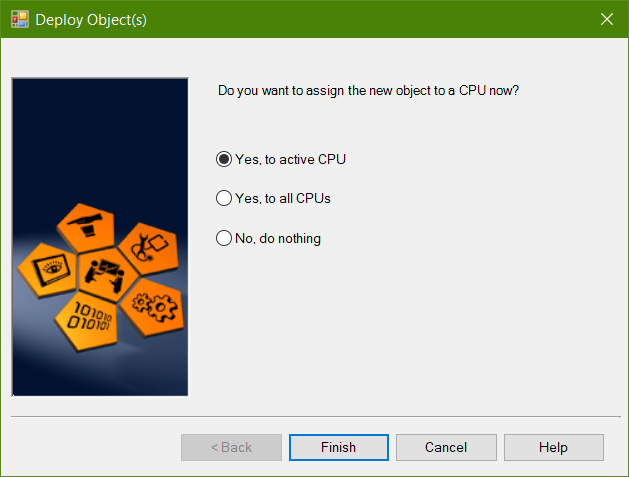 Deploy Object(s)
Do you want to assign the new object to a CPU now?
Yes, to active CPU
Yes, to all CPUs
No, do nothing
101010
010101
< Back
Finish
Cancel
Help